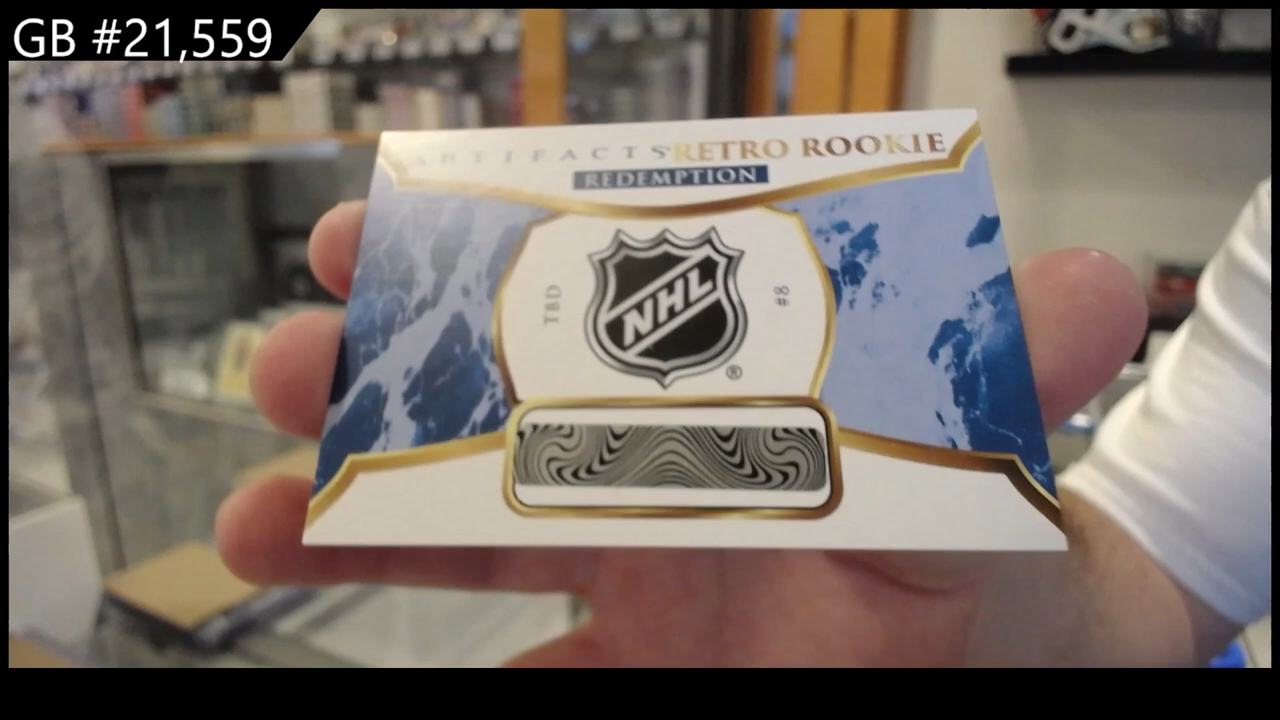 GB #21,559
ARTIFACTS RETRO ROOKIE
REDEMPTION
TBD
NHL
®
#8